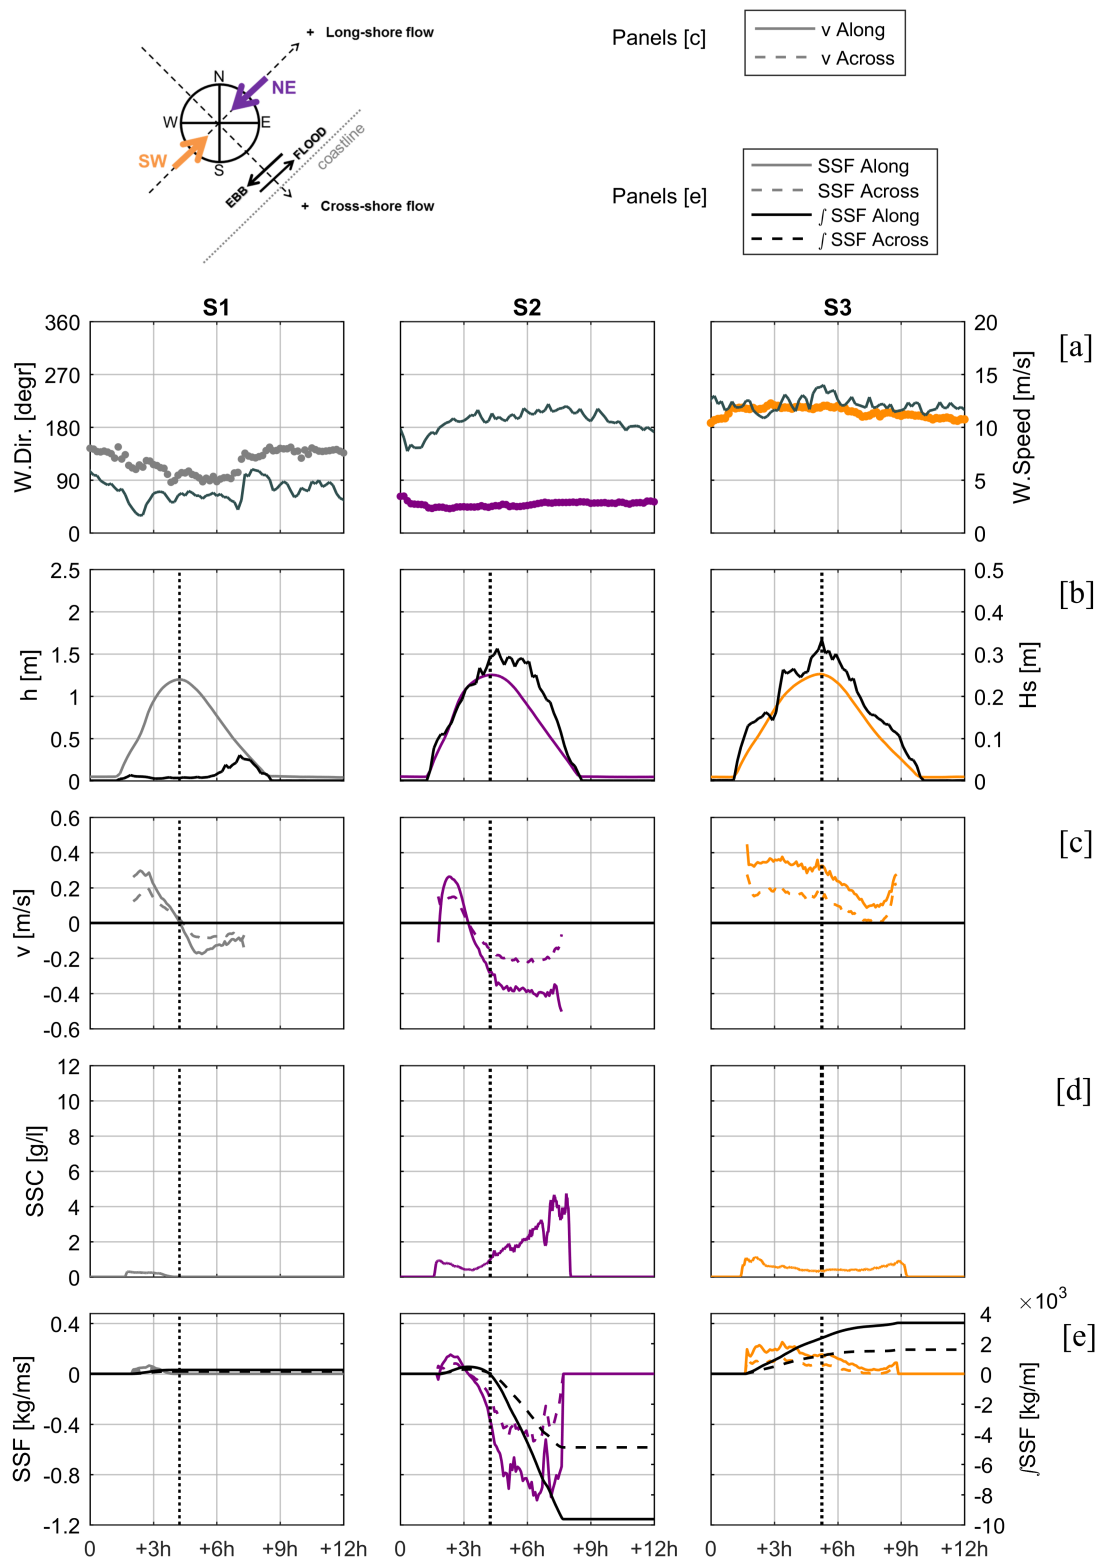 + Long-shore flow
Panels [c]
v Along
v Across
N
NE
W
E
SW
S
FLOOD
EBB
coastline
+ Cross-shore flow
Panels [e]
SSF Along
SSF Across
∫ SSF Along
∫ SSF Across
S1
S2
S3
[a]
W.Dir. [degr]
360
270
180
90
0
20
15
10
5
0
W.Speed [m/s]
[b]
h [m]
2.5
2
1.5
1
0.5
0
0.5
0.4
0.3
0.2
0.1
0
Hs [m]
[c]
v [m/s]
0.6
0.4
0.2
0
-0.2
-0.4
-0.6
[d]
SSC [g/l]
12
10
8
6
4
2
0
×10³
[e]
SSF [kg/ms]
0.4
0
-0.4
-0.8
-1.2
4
2
0
-2
-4
-6
-8
-10
∫SSF [kg/m]
0 +3h +6h +9h +12h
0 +3h +6h +9h +12h
0 +3h +6h +9h +12h